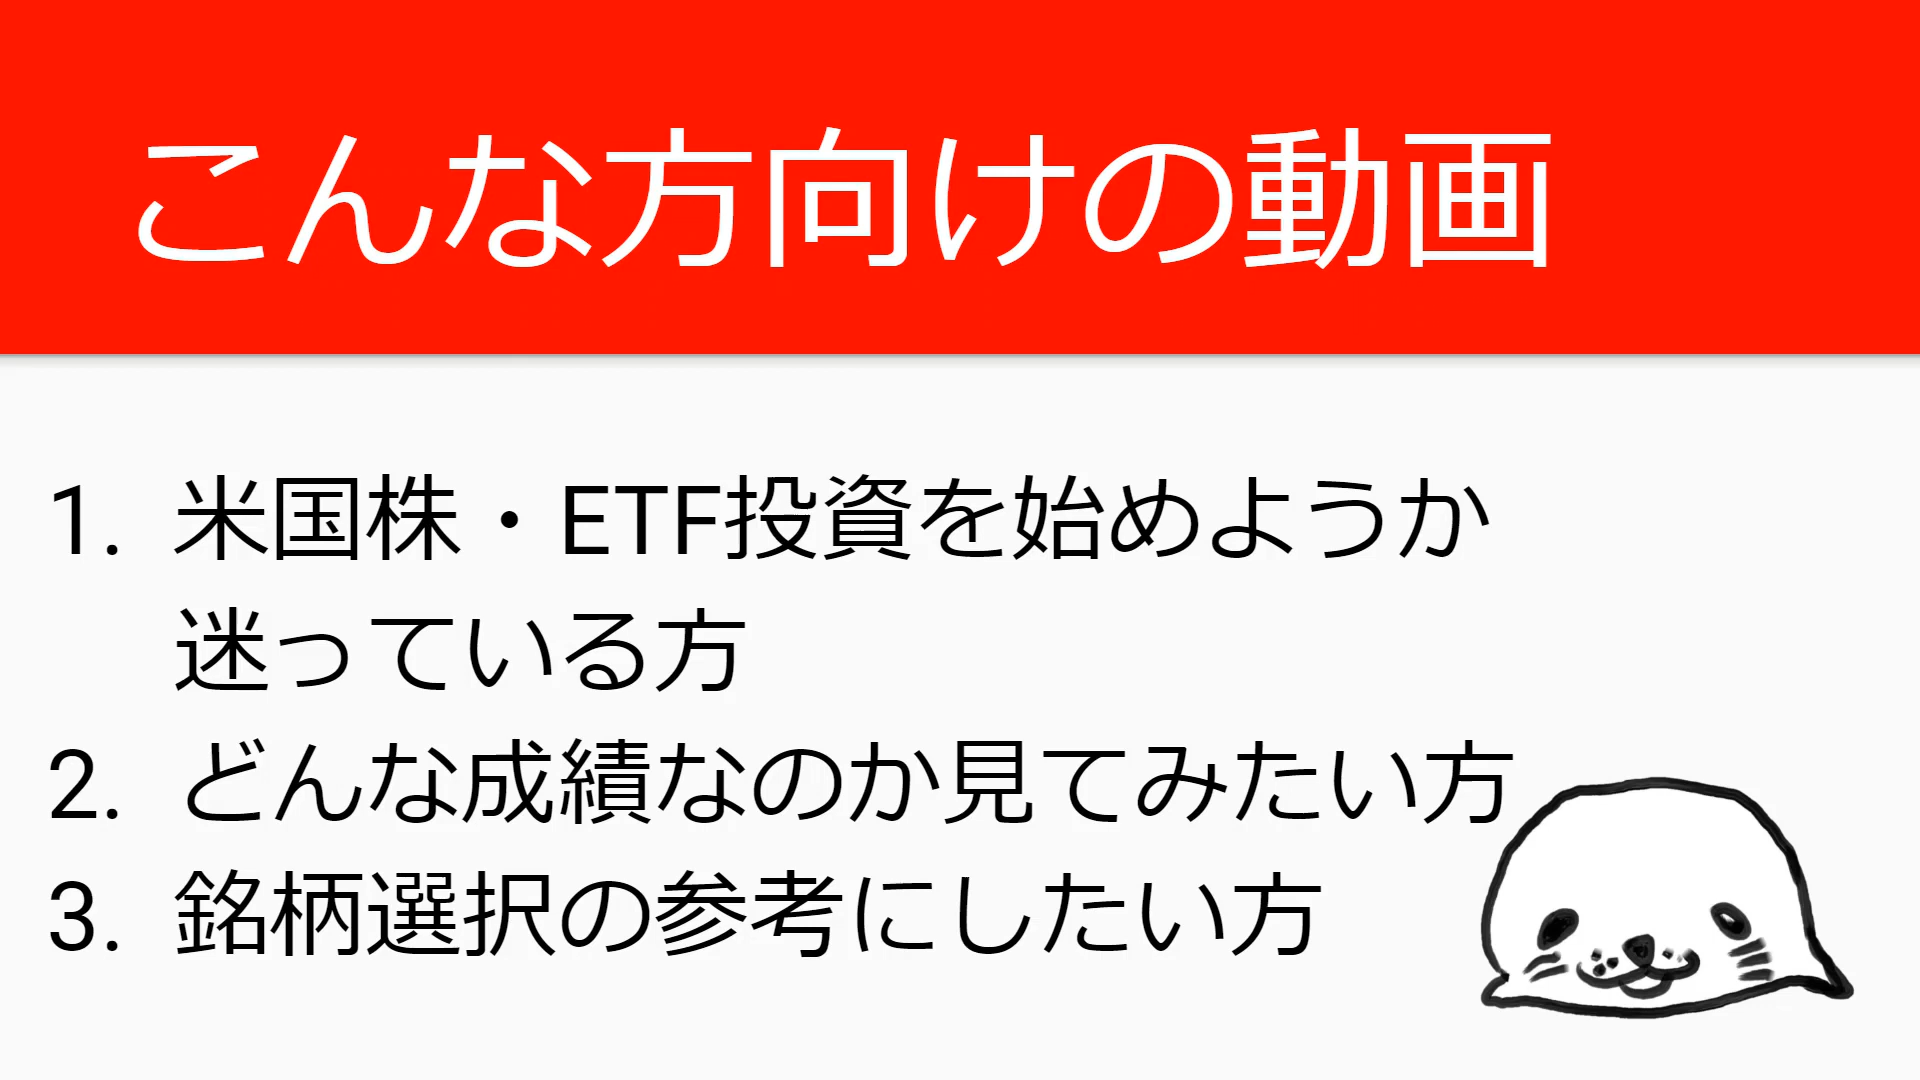 こんな方向けの動画
1. 米国株・ETF投資を始めようか
迷っている方
2. どんな成績なのか見てみたい方
3. 銘柄選択の参考にしたい方